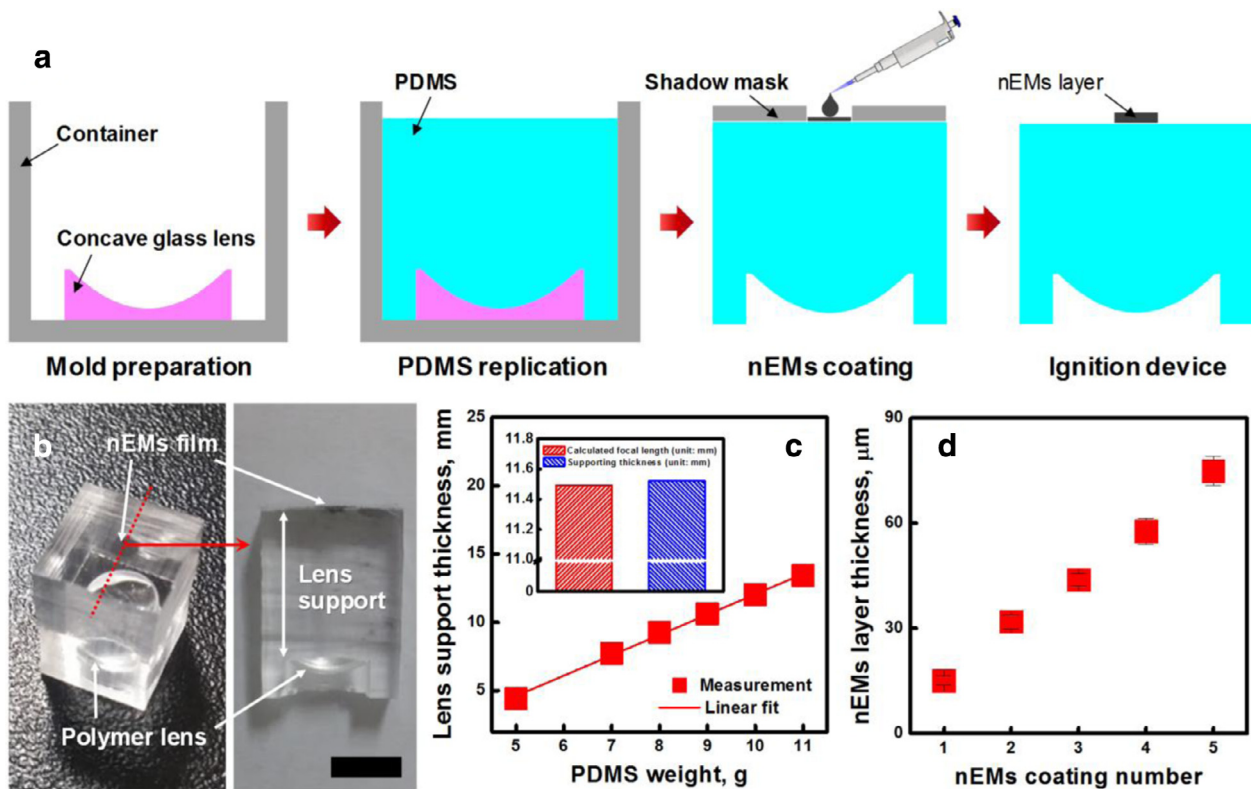 a
Container
Concave glass lens
PDMS
Shadow mask
nEMs layer
Mold preparation
PDMS replication
nEMs coating
Ignition device
b
nEMs film
Lens
support
Polymer lens
c
Lens support thickness, mm
25
20
15
10
5
11.8
11.6
11.4
11.2
11.0
0
Calculated focal length (unit: mm)
Supporting thickness (unit: mm)
Measurement
Linear fit
5 6 7 8 9 10 11
PDMS weight, g
d
nEMs layer thickness, μm
90
60
30
0
1 2 3 4 5
nEMs coating number